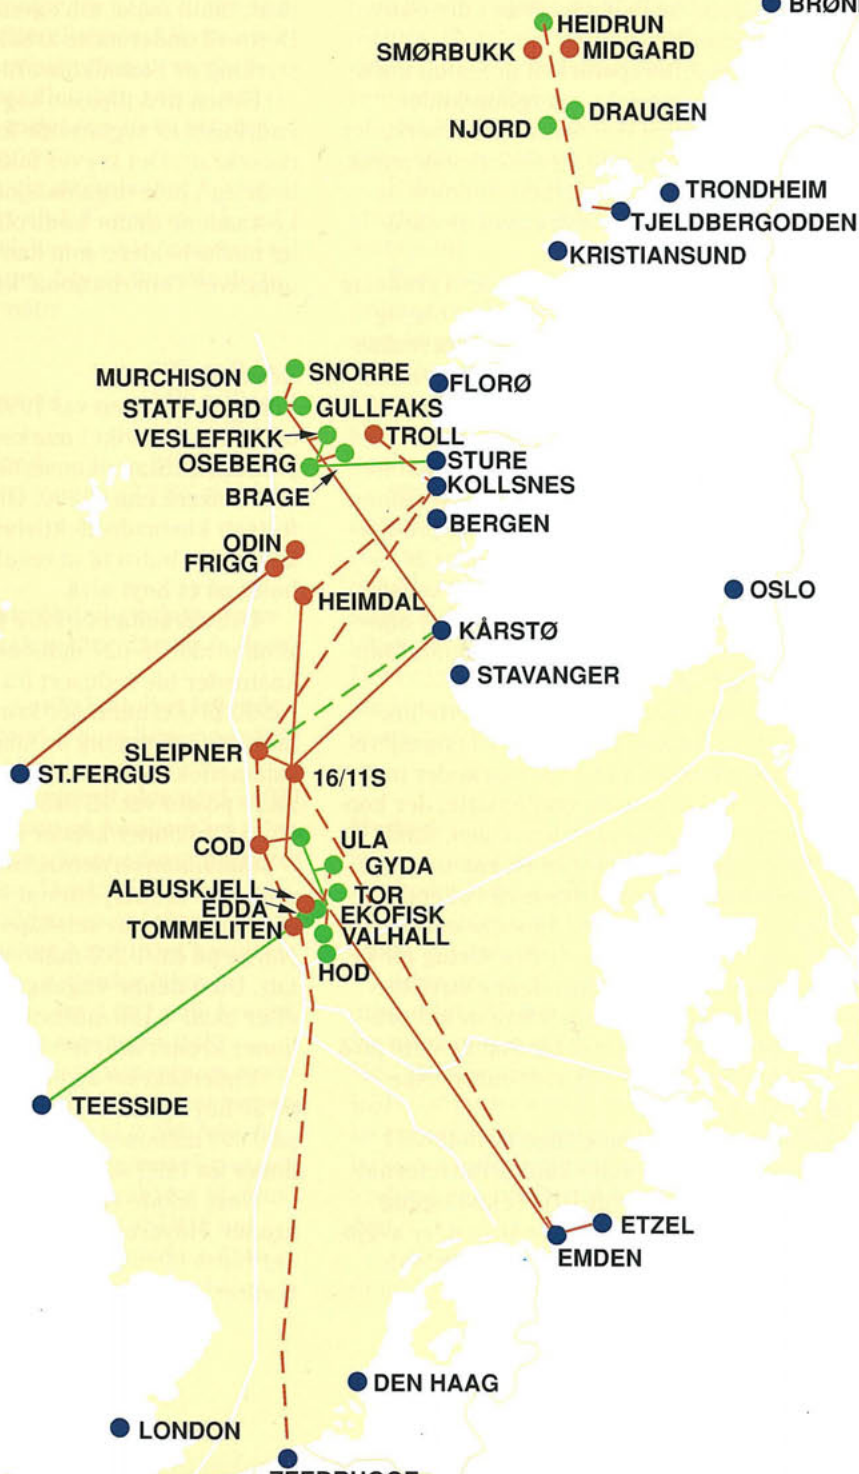 BRØN
HEIDRUN
SMØRBUKK
MIDGARD
DRAUGEN
NJORD
TRONDHEIM
TJELDBERGODDEN
KRISTIANSUND
MURCHISON
SNORRE
FLORØ
STATFJORD
GULLFAKS
VESLEFRIKK
TROLL
OSEBERG
STURE
BRAGE
KOLLSNES
BERGEN
ODIN
FRIGG
OSLO
HEIMDAL
KÅRSTØ
STAVANGER
SLEIPNER
ST.FERGUS
16/11S
COD
ULA
GYDA
ALBUSKJELL
TOR
EDDA
EKOFISK
TOMMELITEN
VALHALL
HOD
TEESSIDE
ETZEL
EMDEN
DEN HAAG
LONDON